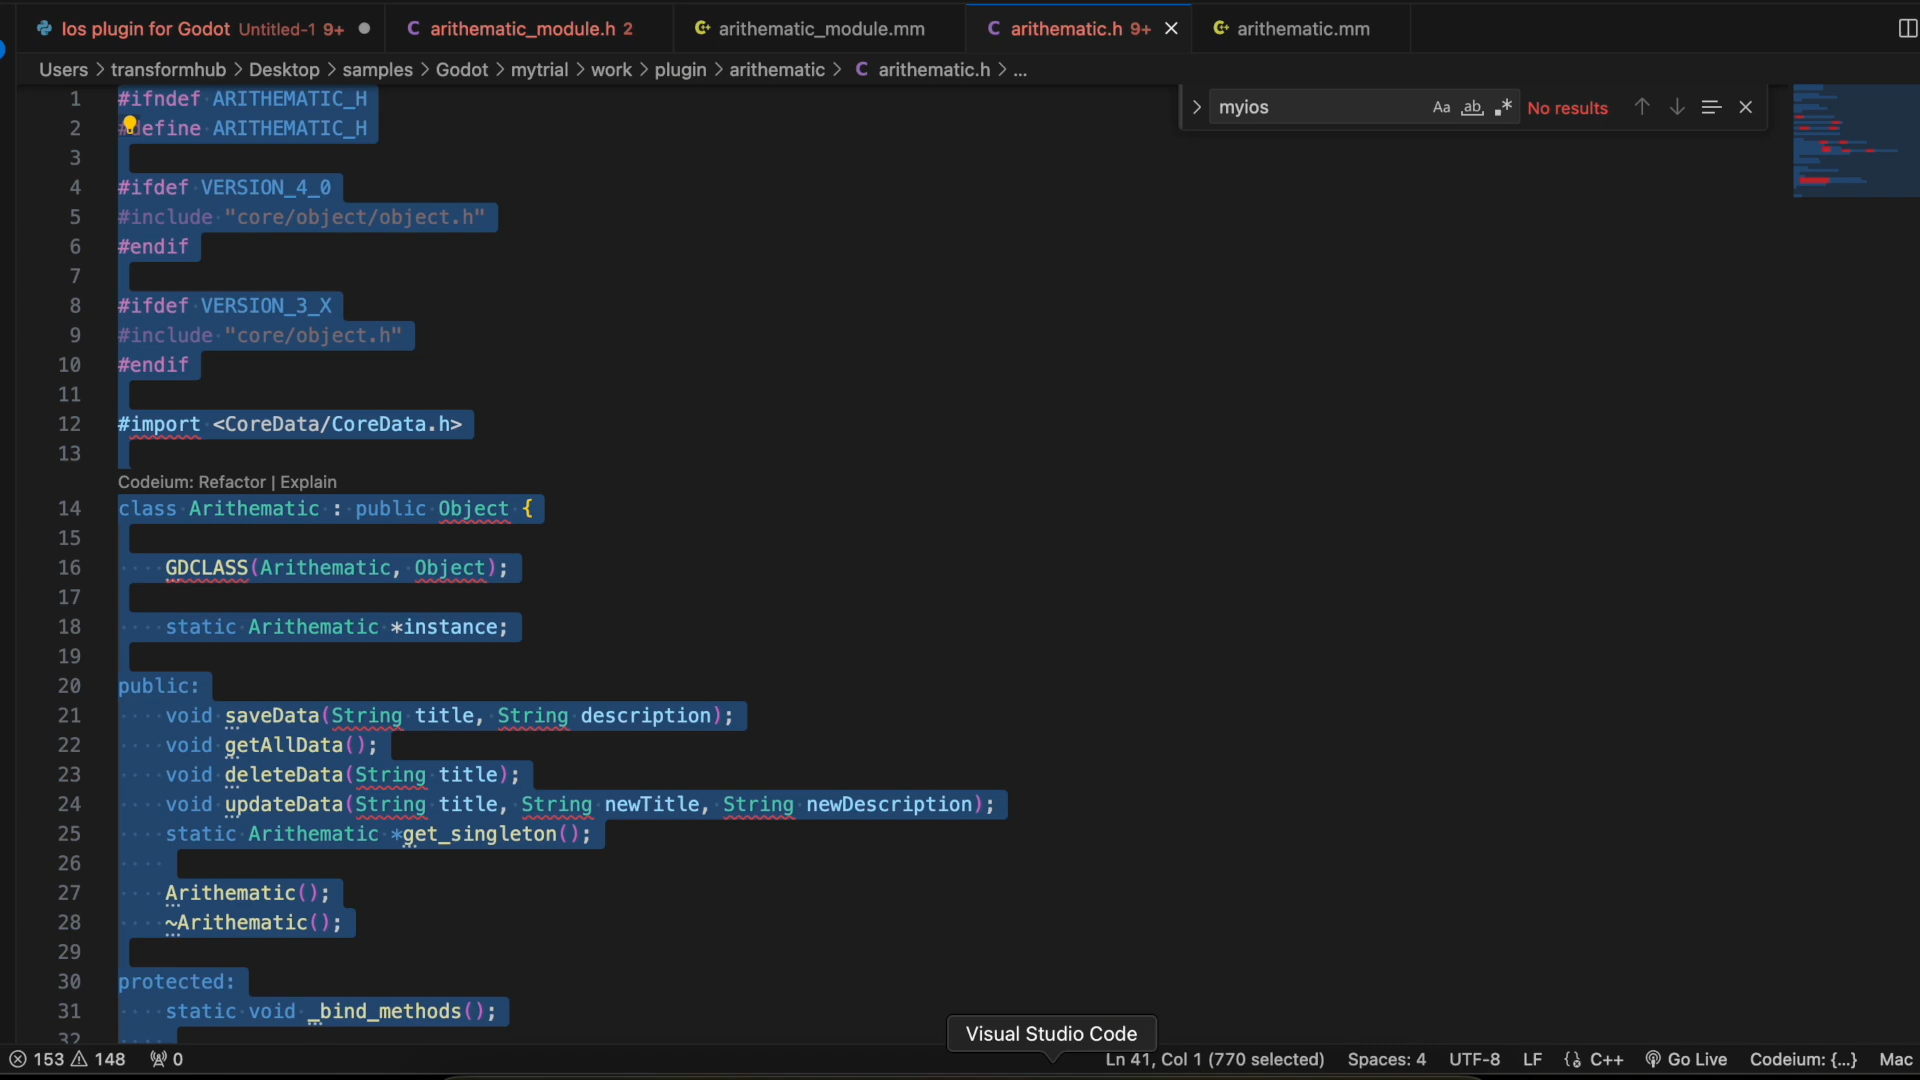 Ios plugin for Godot Untitled-1 9+
arithematic_module.h 2
arithematic_module.mm
arithematic.h 9+
arithematic.mm
Users > transformhub > Desktop > samples > Godot > mytrial > work > plugin > arithematic > C arithematic.h > ...
myios Aa ab No results
1 #ifndef ARITHEMATIC_H
2 #define ARITHEMATIC_H
3
4 #ifdef VERSION_4_0
5 #include "core/object/object.h"
6 #endif
7
8 #ifdef VERSION_3_X
9 #include "core/object.h"
10 #endif
11
12 #import <CoreData/CoreData.h>
13
Codeium: Refactor | Explain
14 class Arithematic : public Object {
15
16 GDCLASS(Arithematic, Object);
17
18 static Arithematic *instance;
19
20 public:
21 void saveData(String title, String description);
22 void getAllData();
23 void deleteData(String title);
24 void updateData(String title, String newTitle, String newDescription);
25 static Arithematic *get_singleton();
26
27 Arithematic();
28 ~Arithematic();
29
30 protected:
31 static void _bind_methods();
32
Visual Studio Code
153 148 0 Ln 41, Col 1 (770 selected) Spaces: 4 UTF-8 LF C++ Go Live Codeium: {...} Mac